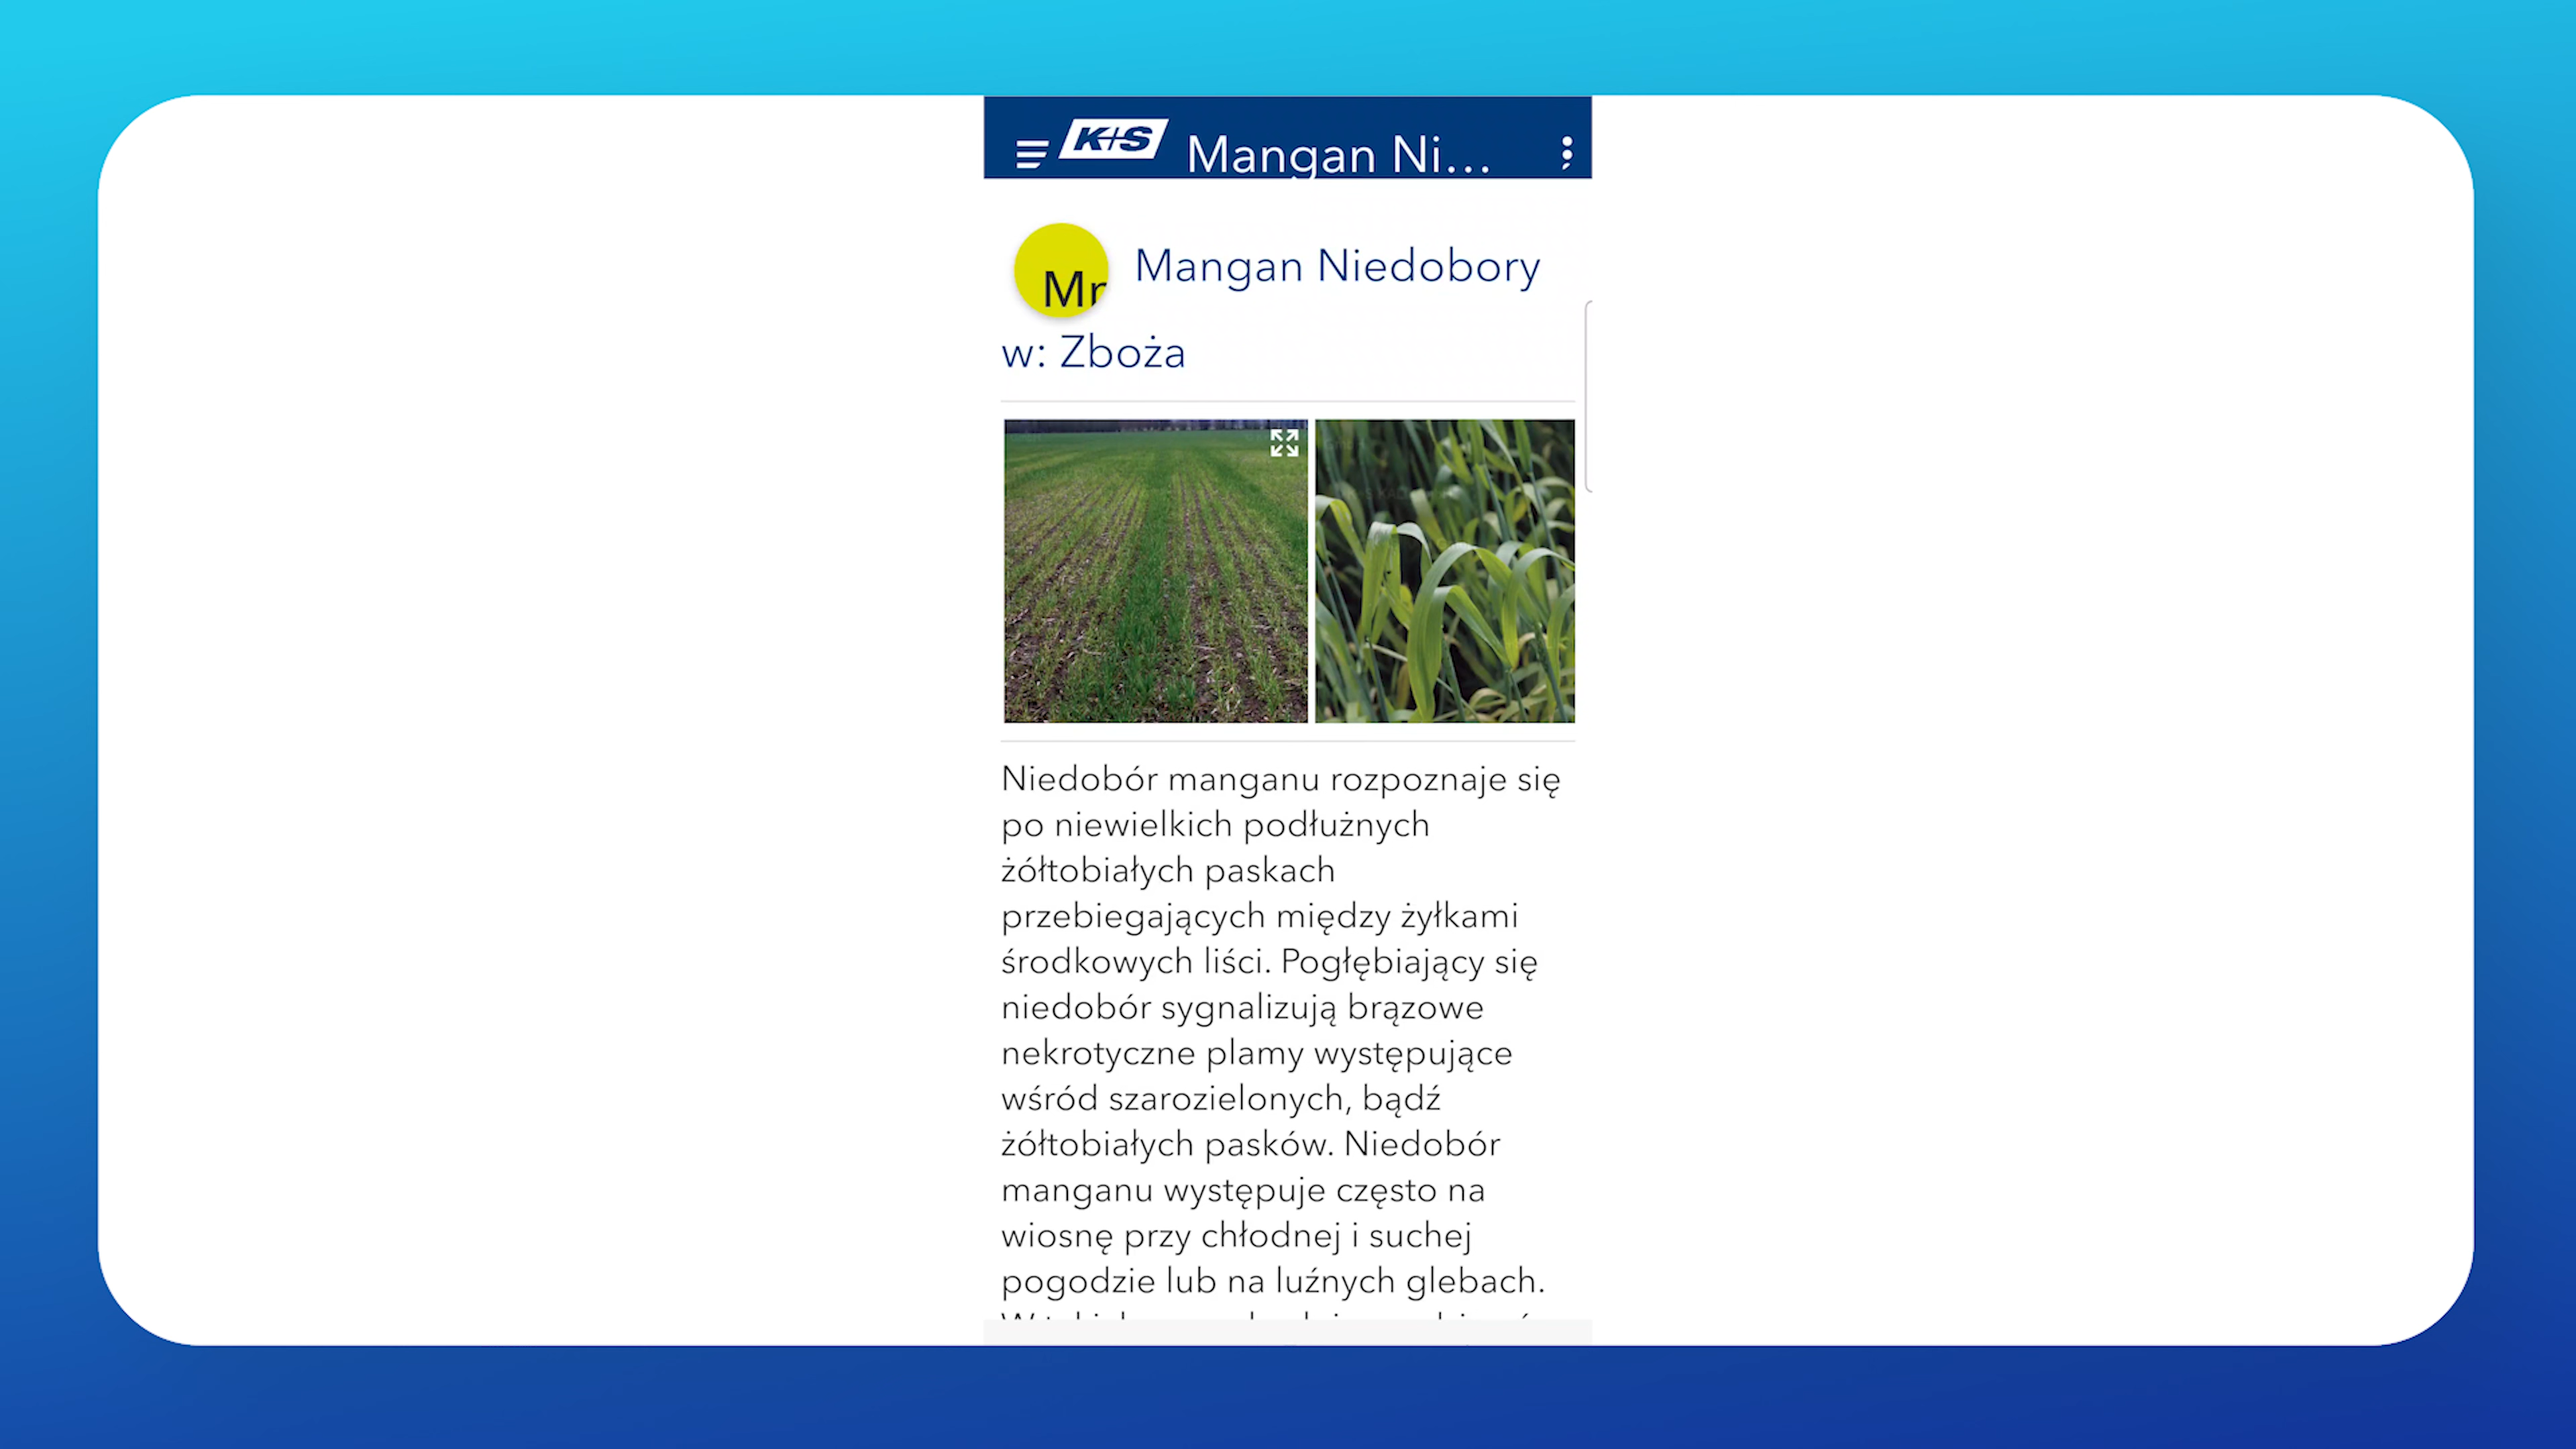 K+S Mangan Ni...
Mn
Mangan Niedobory
w: Zboża
Niedobór manganu rozpoznaje się
po niewielkich podłużnych
żółtobiałych paskach
przebiegających między żyłkami
środkowych liści. Pogłębiający się
niedobór sygnalizują brązowe
nekrotyczne plamy występujące
wśród szarozielonych, bądź
żółtobiałych pasków. Niedobór
manganu występuje często na
wiosnę przy chłodnej i suchej
pogodzie lub na luźnych glebach.